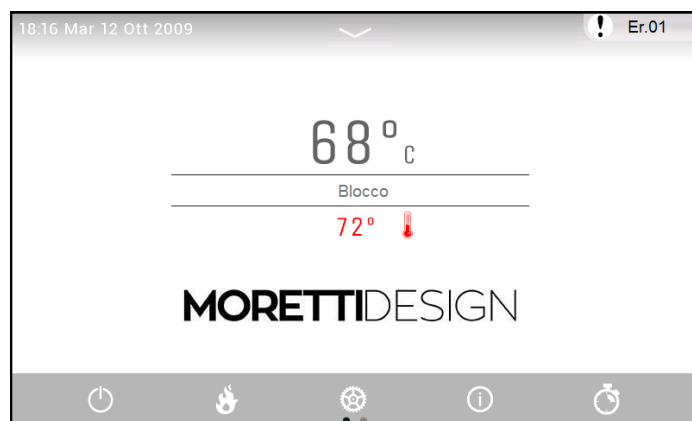 18:16 Mar 12 Ott 2009
! Er.01
68° C
Blocco
72°
MORETTIDESIGN